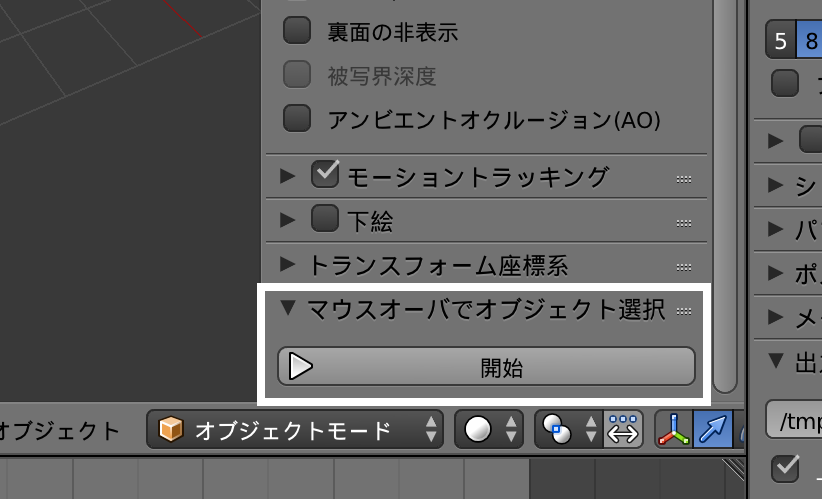 裏面の非表示
被写界深度
アンビエントオクルージョン(AO)
モーショントラッキング
下絵
トランスフォーム座標系
マウスオーバでオブジェクト選択
開始
オブジェクト
オブジェクトモード
5
8
シ
パ
ポ
メ
出
/tmp